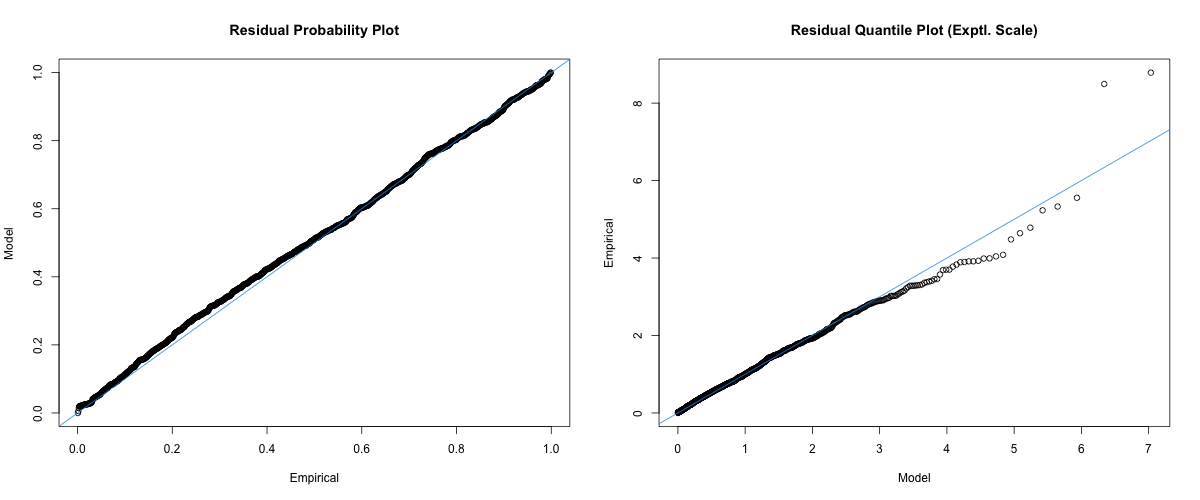 Residual Probability Plot
Model
1.0
0.8
0.6
0.4
0.2
0.0
0.0 0.2 0.4 0.6 0.8 1.0
Empirical
Residual Quantile Plot (Exptl. Scale)
Empirical
8
6
4
2
0
0 1 2 3 4 5 6 7
Model